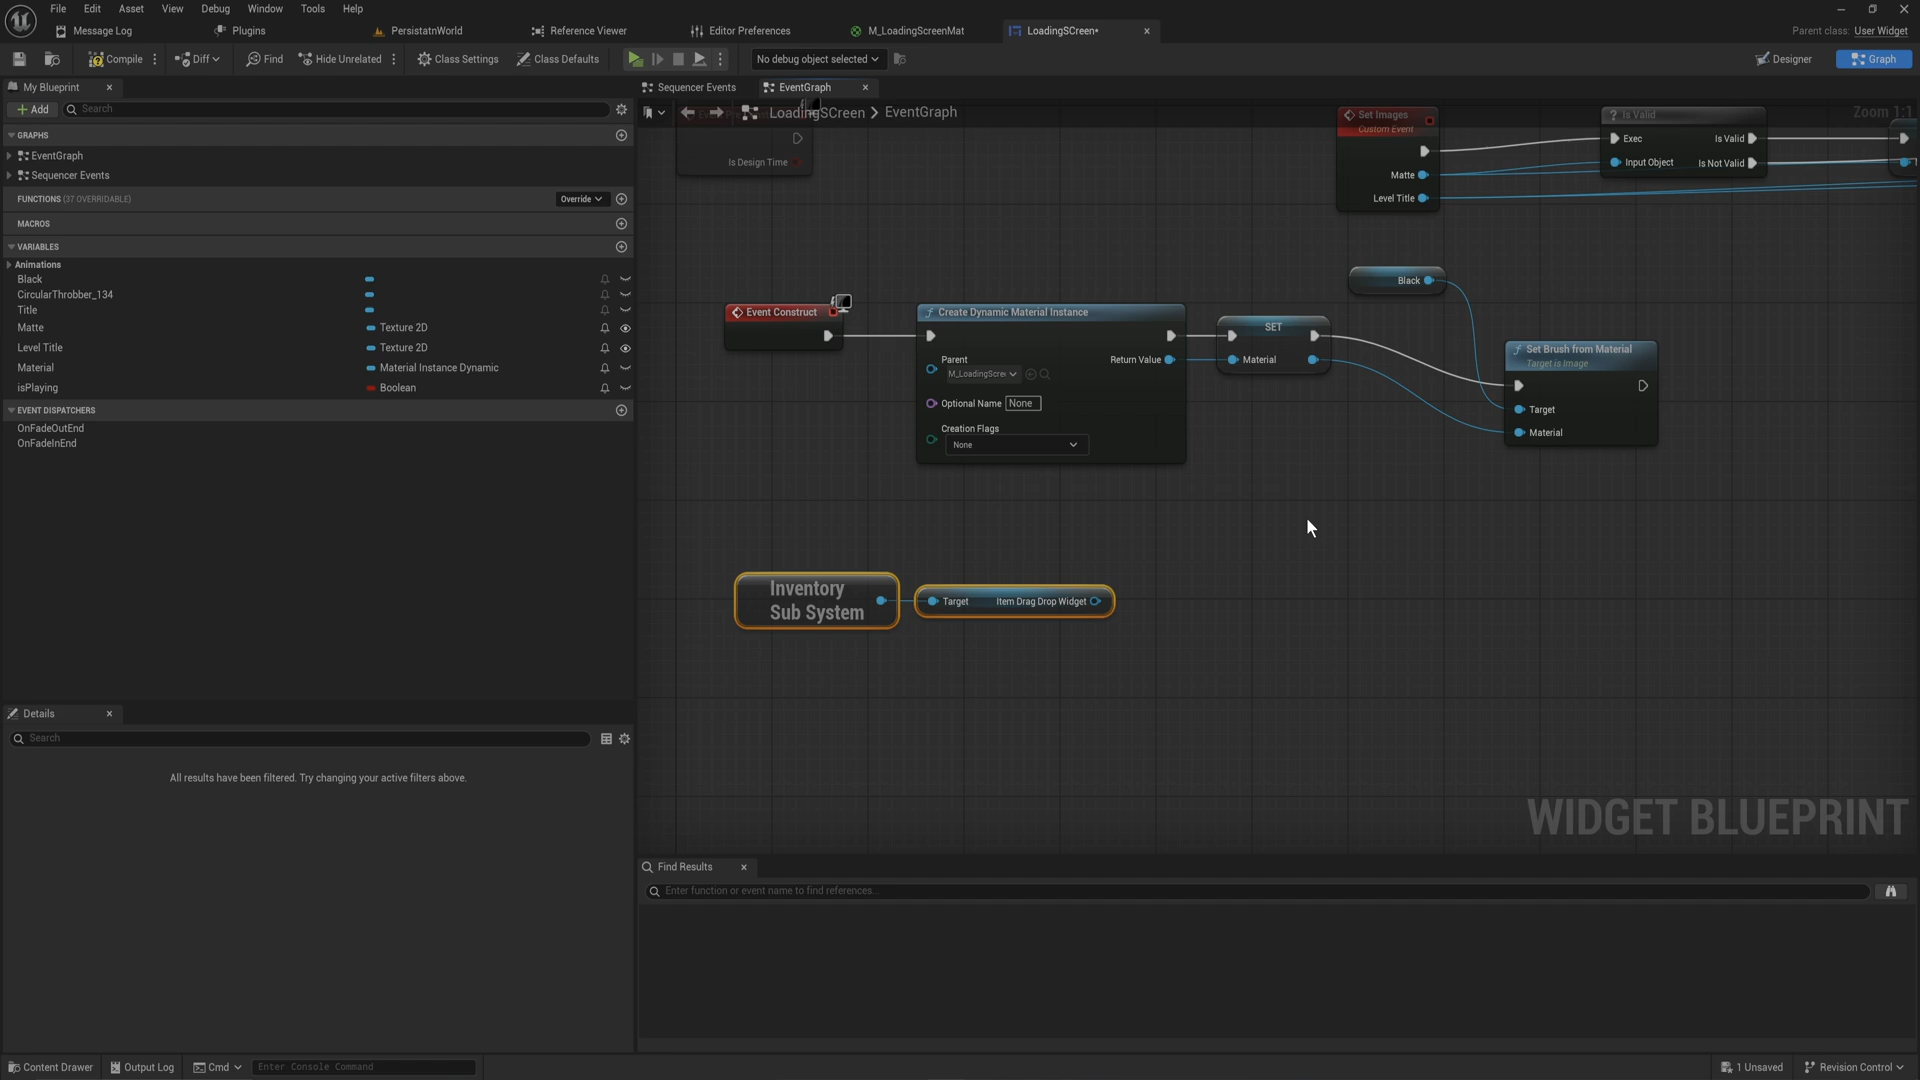 File Edit Asset View Debug Window Tools Help
Message Log
Plugins
PersistatnWorld
Reference Viewer
Editor Preferences
M_LoadingScreenMat
LoadingSCreen*
Parent class: User Widget
Compile
Diff
Find
Hide Unrelated
Class Settings
Class Defaults
No debug object selected
Designer
Graph
My Blueprint
Sequencer Events
EventGraph
Add
Search
LoadingSCreen > EventGraph
Zoom 1:1
GRAPHS
EventGraph
Sequencer Events
FUNCTIONS (37 OVERRIDABLE)
Override
MACROS
VARIABLES
Animations
Black
CircularThrobber_134
Title
Matte Texture 2D
Level Title Texture 2D
Material Material Instance Dynamic
isPlaying Boolean
EVENT DISPATCHERS
OnFadeOutEnd
OnFadeInEnd
Details
Search
All results have been filtered. Try changing your active filters above.
Is Design Time
Set Images
Custom Event
Matte
Level Title
? Is Valid
Exec Is Valid
Input Object Is Not Valid
Black
Event Construct
f Create Dynamic Material Instance
Parent Return Value
M_LoadingScre
Optional Name None
Creation Flags
None
SET
Material
f Set Brush from Material
Target is Image
Target
Material
Inventory
Sub System
Target Item Drag Drop Widget
WIDGET BLUEPRINT
Find Results
Enter function or event name to find references...
Content Drawer
Output Log
Cmd
Enter Console Command
1 Unsaved
Revision Control